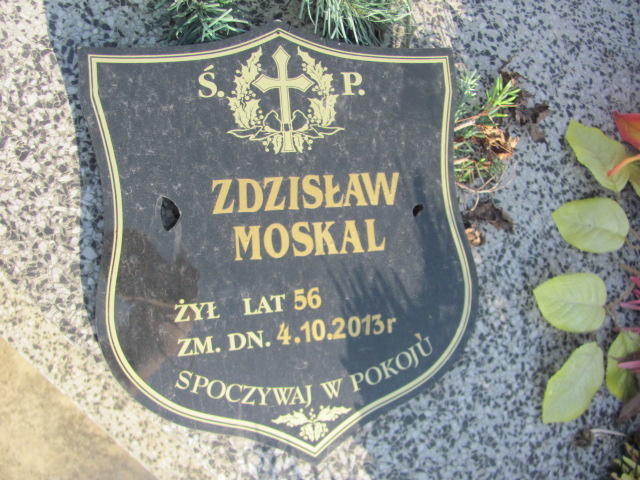 Ś. P.
ZDZISŁAW
MOSKAL
ŻYŁ LAT 56
ZM. DN. 4.10.2013r
SPOCZYWAJ W POKOJU